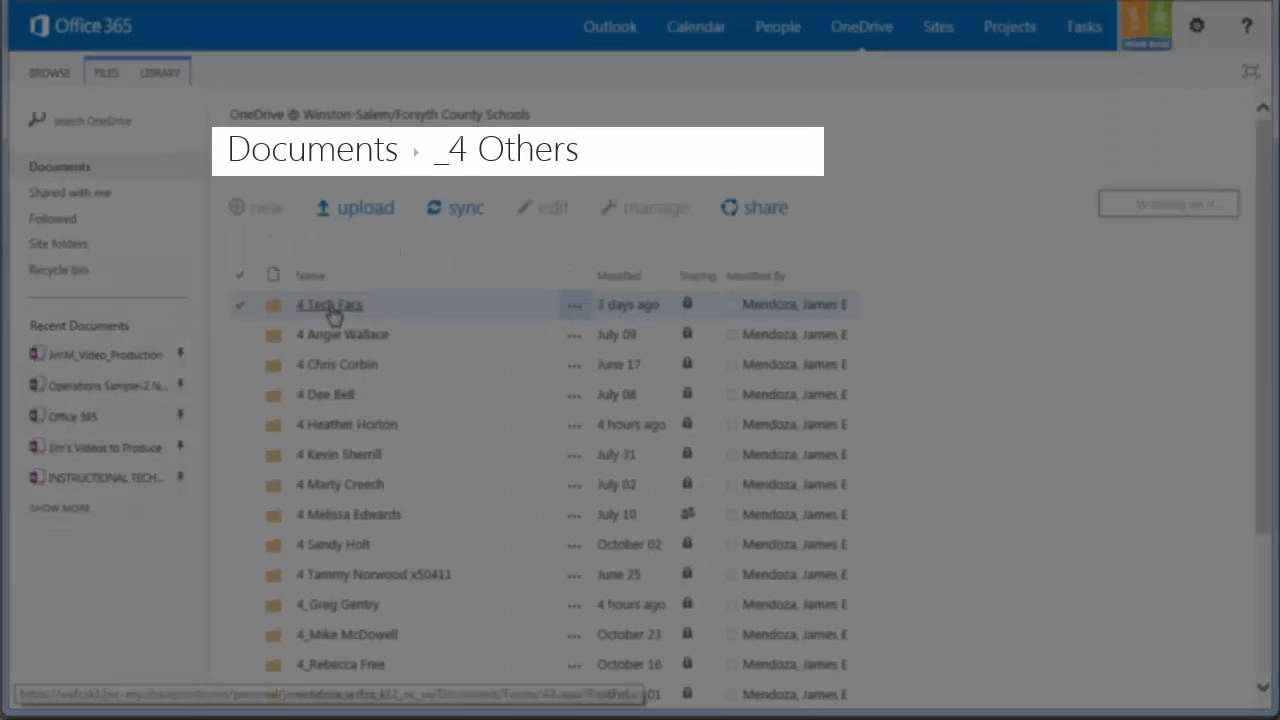 Office 365
Outlook Calendar People OneDrive Sites Projects Tasks ?
BROWSE FILES LIBRARY
search OneDrive
OneDrive @ Winston-Salem/Forsyth County Schools
Documents ▸ _4 Others
Documents
Shared with me
Followed
Site folders
Recycle bin
new upload sync edit manage share
Working on it...
Name Modified Sharing Modified By
4 Tech Facs ... 3 days ago Mendoza, James E
4 Angie Wallace ... July 09 Mendoza, James E
4 Chris Corbin ... June 17 Mendoza, James E
4 Dee Bell ... July 08 Mendoza, James E
4 Heather Horton ... 4 hours ago Mendoza, James E
4 Kevin Sherrill ... July 31 Mendoza, James E
4 Marty Creech ... July 02 Mendoza, James E
4 Melissa Edwards ... July 10 Mendoza, James E
4 Sandy Holt ... October 02 Mendoza, James E
4 Tammy Norwood x50411 ... June 25 Mendoza, James E
4_Greg Gentry ... 4 hours ago Mendoza, James E
4_Mike McDowell ... October 23 Mendoza, James E
4_Rebecca Free ... October 16 Mendoza, James E
... Mendoza, James E
Recent Documents
JimM_Video_Production
Operations Sample-2 N...
Office 365
Jim's Videos to Produce
INSTRUCTIONAL TECH...
SHOW MORE